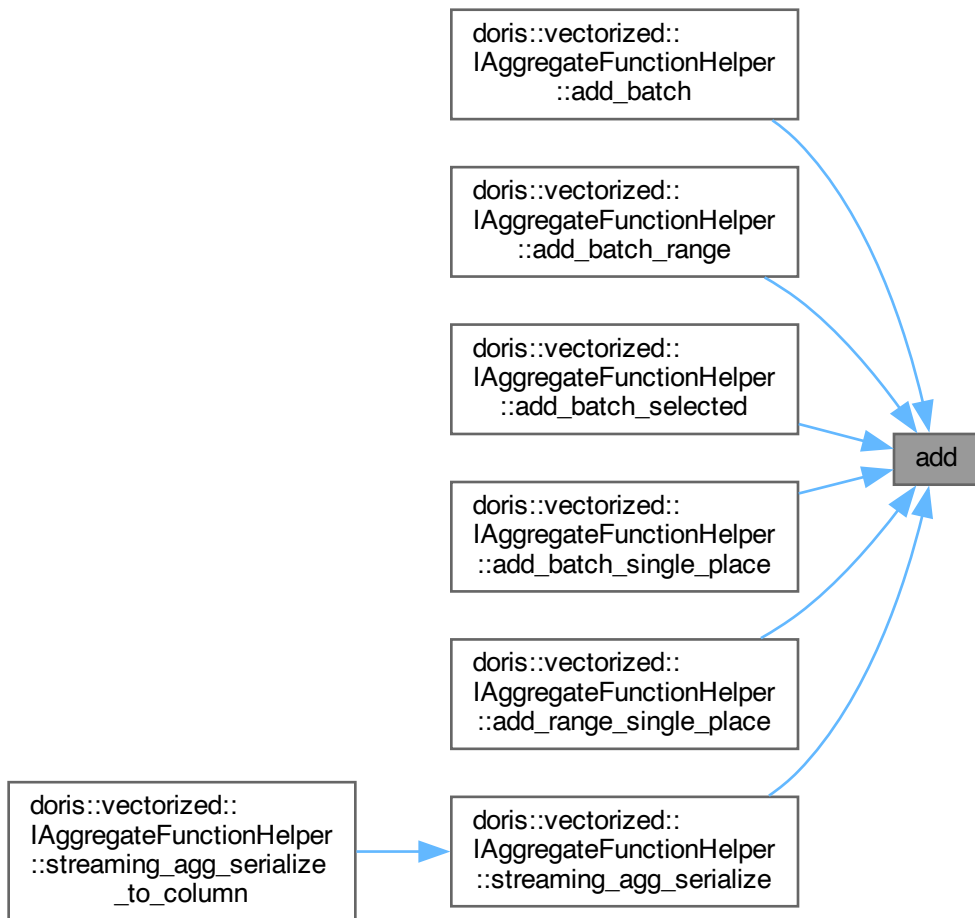 doris::vectorized::
IAggregateFunctionHelper
::add_batch
doris::vectorized::
IAggregateFunctionHelper
::add_batch_range
doris::vectorized::
IAggregateFunctionHelper
::add_batch_selected
add
doris::vectorized::
IAggregateFunctionHelper
::add_batch_single_place
doris::vectorized::
IAggregateFunctionHelper
::add_range_single_place
doris::vectorized::
IAggregateFunctionHelper
::streaming_agg_serialize
_to_column
doris::vectorized::
IAggregateFunctionHelper
::streaming_agg_serialize